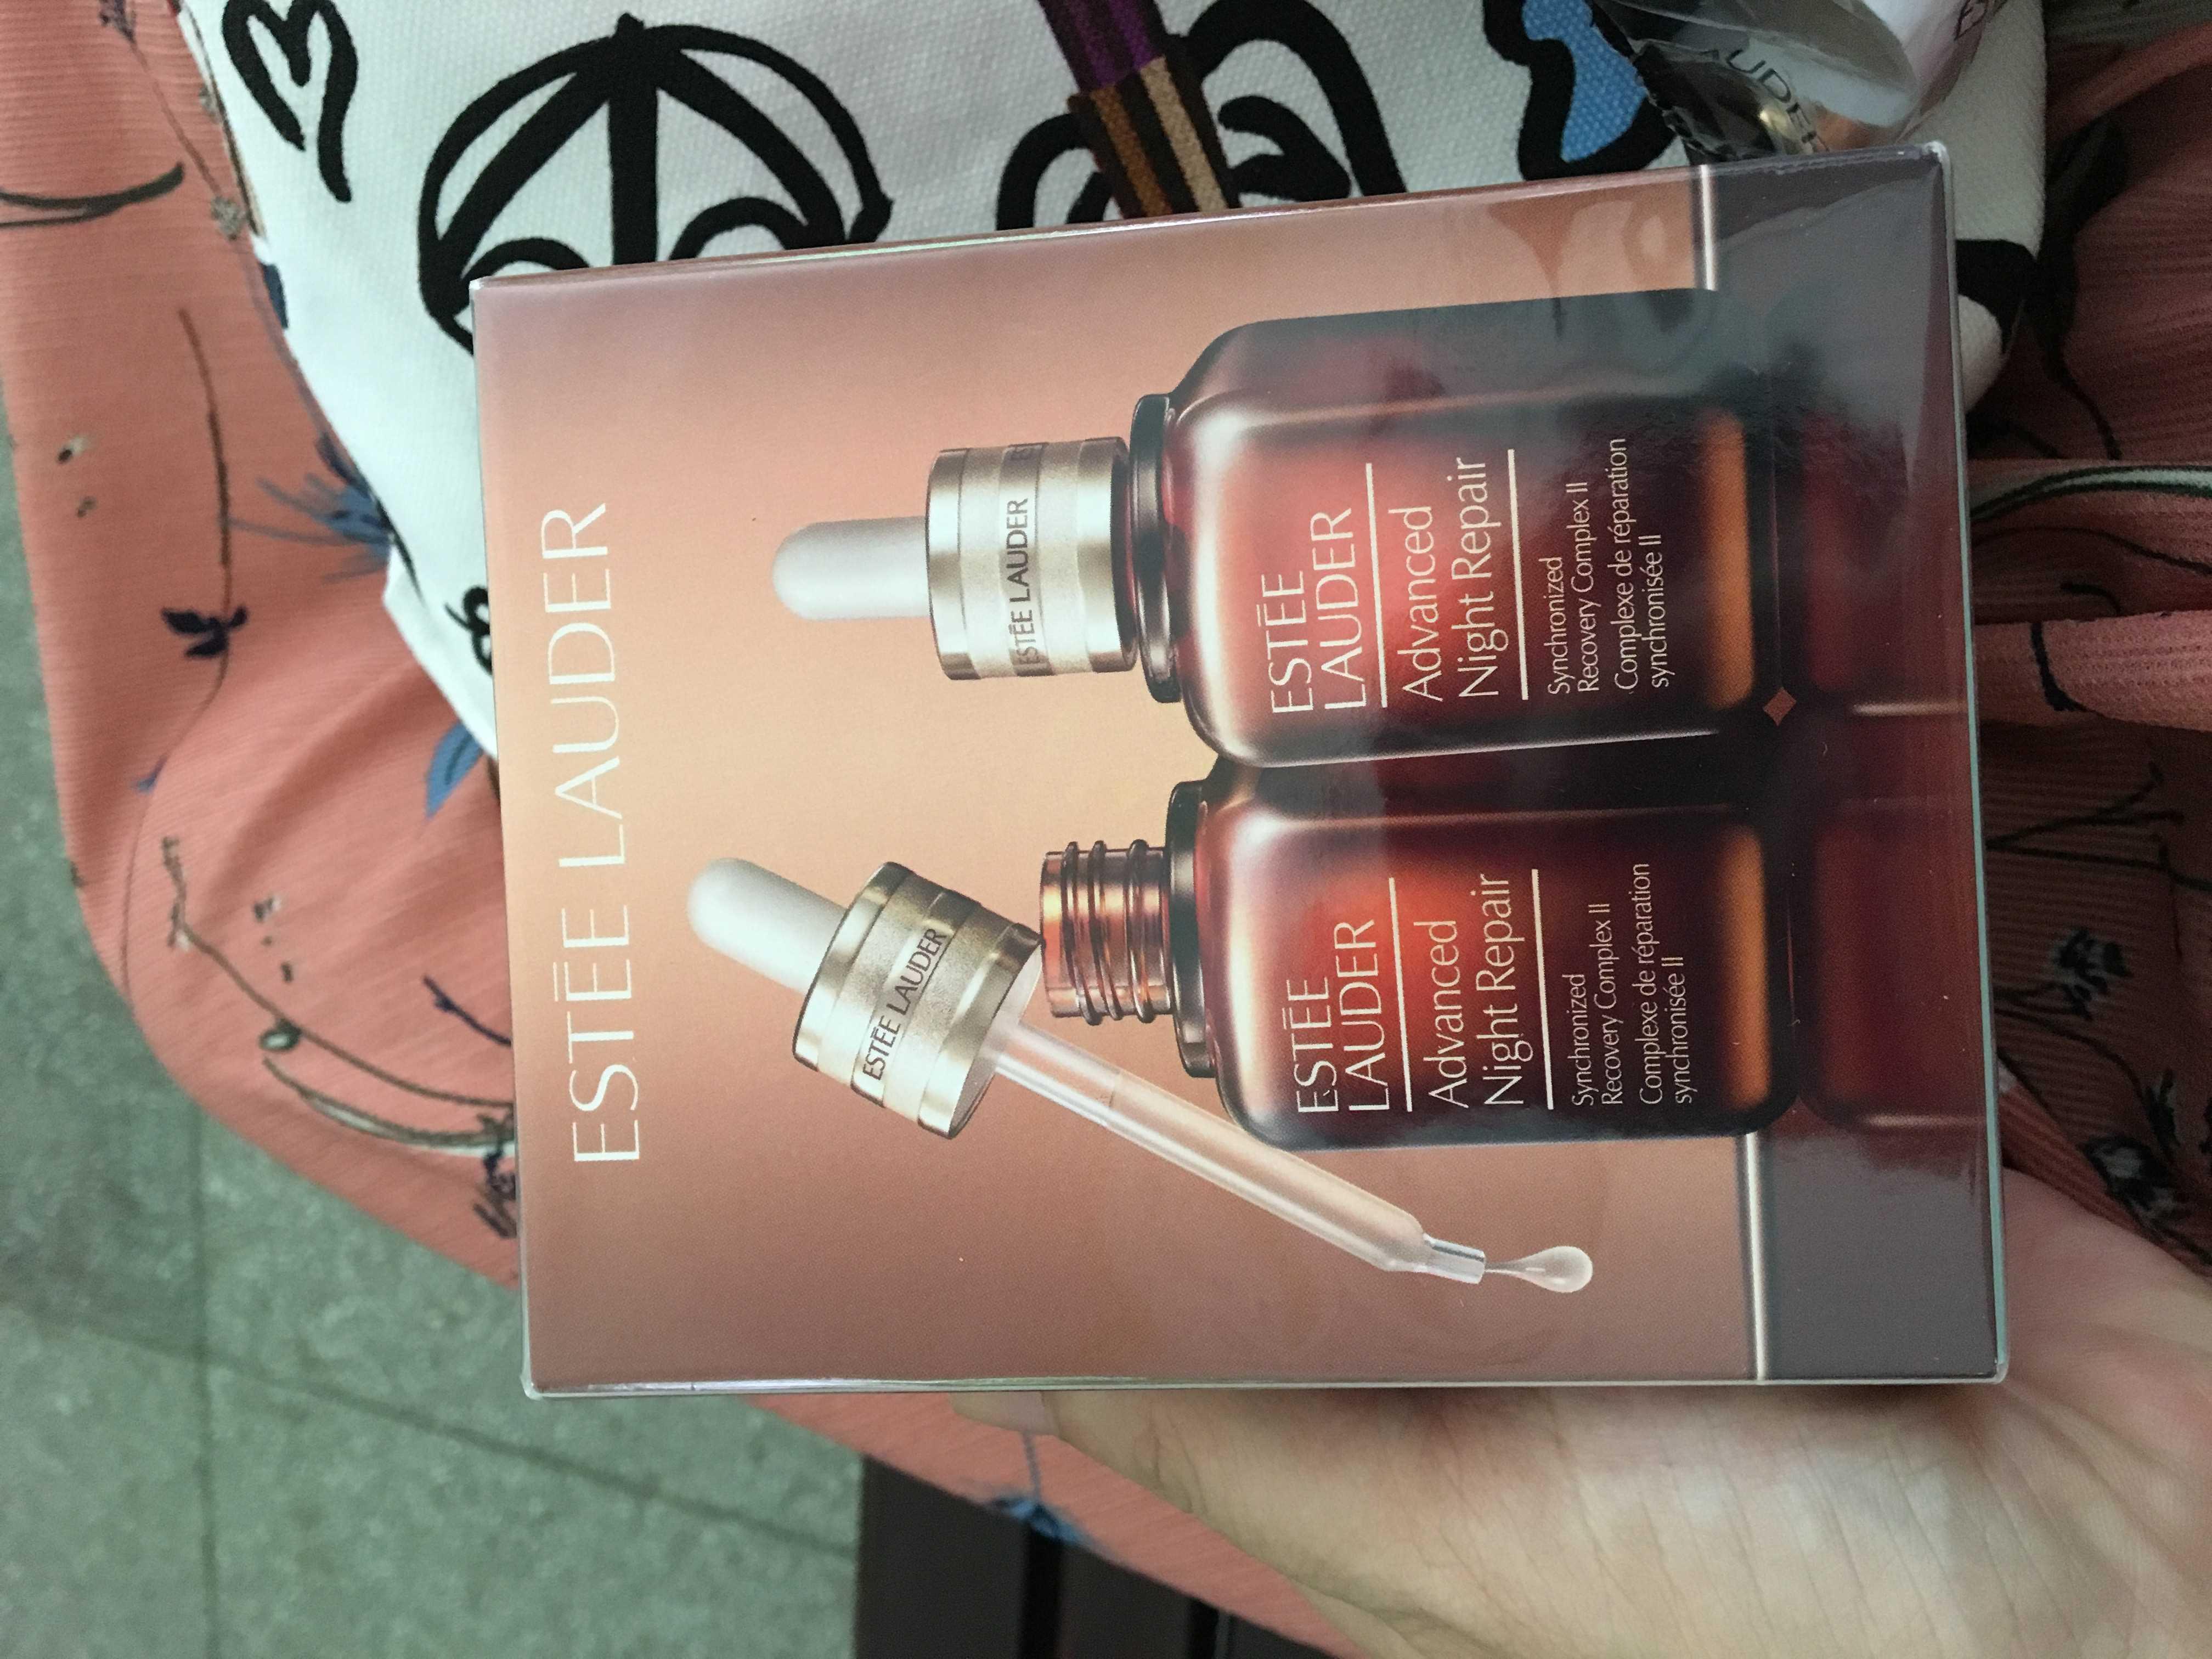 ESTĒE LAUDER
ESTĒE LAUDER
ESTĒE LAUDER
ESTĒE
LAUDER
Advanced
Night Repair
Synchronized
Recovery Complex II
Complexe de réparation
synchronisée II
ESTĒE
LAUDER
Advanced
Night Repair
Synchronized
Recovery Complex II
Complexe de réparation
synchronisée II